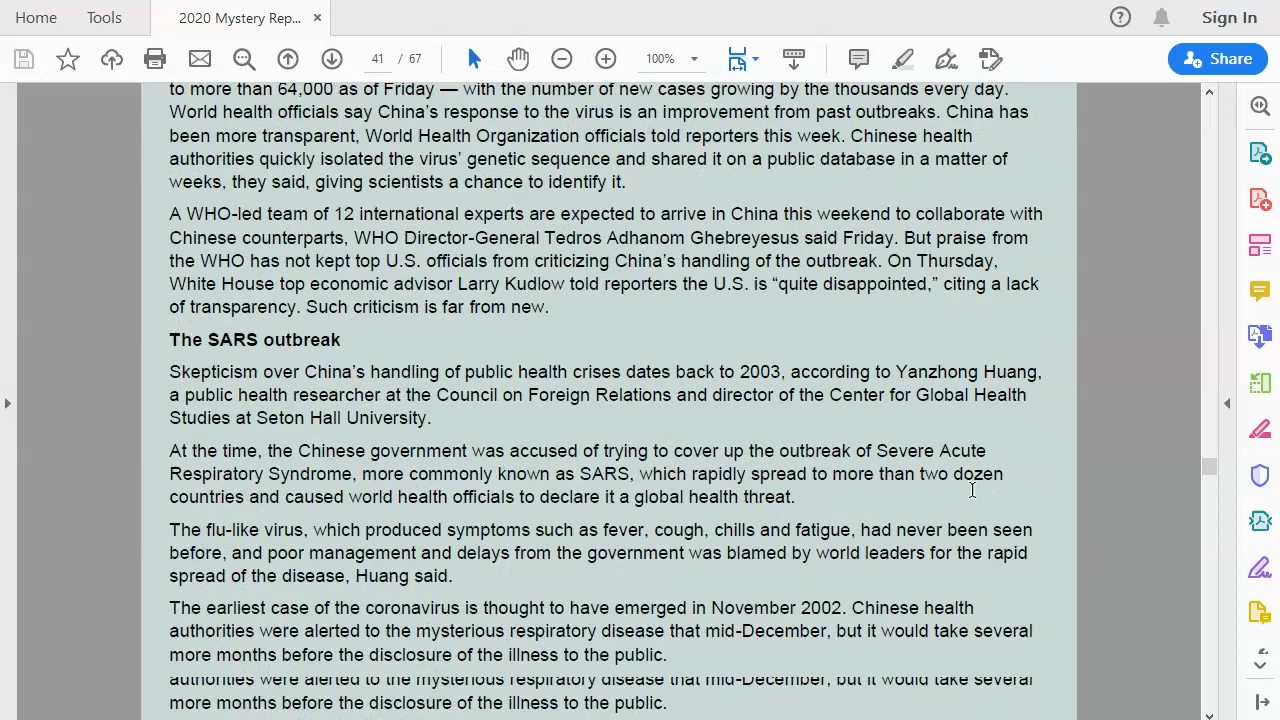 Home
Tools
2020 Mystery Rep...
×
Sign In
41 / 67
100%
Share
to more than 64,000 as of Friday — with the number of new cases growing by the thousands every day.
World health officials say China’s response to the virus is an improvement from past outbreaks. China has
been more transparent, World Health Organization officials told reporters this week. Chinese health
authorities quickly isolated the virus’ genetic sequence and shared it on a public database in a matter of
weeks, they said, giving scientists a chance to identify it.
A WHO-led team of 12 international experts are expected to arrive in China this weekend to collaborate with
Chinese counterparts, WHO Director-General Tedros Adhanom Ghebreyesus said Friday. But praise from
the WHO has not kept top U.S. officials from criticizing China’s handling of the outbreak. On Thursday,
White House top economic advisor Larry Kudlow told reporters the U.S. is “quite disappointed,” citing a lack
of transparency. Such criticism is far from new.
The SARS outbreak
Skepticism over China’s handling of public health crises dates back to 2003, according to Yanzhong Huang,
a public health researcher at the Council on Foreign Relations and director of the Center for Global Health
Studies at Seton Hall University.
At the time, the Chinese government was accused of trying to cover up the outbreak of Severe Acute
Respiratory Syndrome, more commonly known as SARS, which rapidly spread to more than two dozen
countries and caused world health officials to declare it a global health threat.
The flu-like virus, which produced symptoms such as fever, cough, chills and fatigue, had never been seen
before, and poor management and delays from the government was blamed by world leaders for the rapid
spread of the disease, Huang said.
The earliest case of the coronavirus is thought to have emerged in November 2002. Chinese health
authorities were alerted to the mysterious respiratory disease that mid-December, but it would take several
more months before the disclosure of the illness to the public.
authorities were alerted to the mysterious respiratory disease that mid-December, but it would take several
more months before the disclosure of the illness to the public.